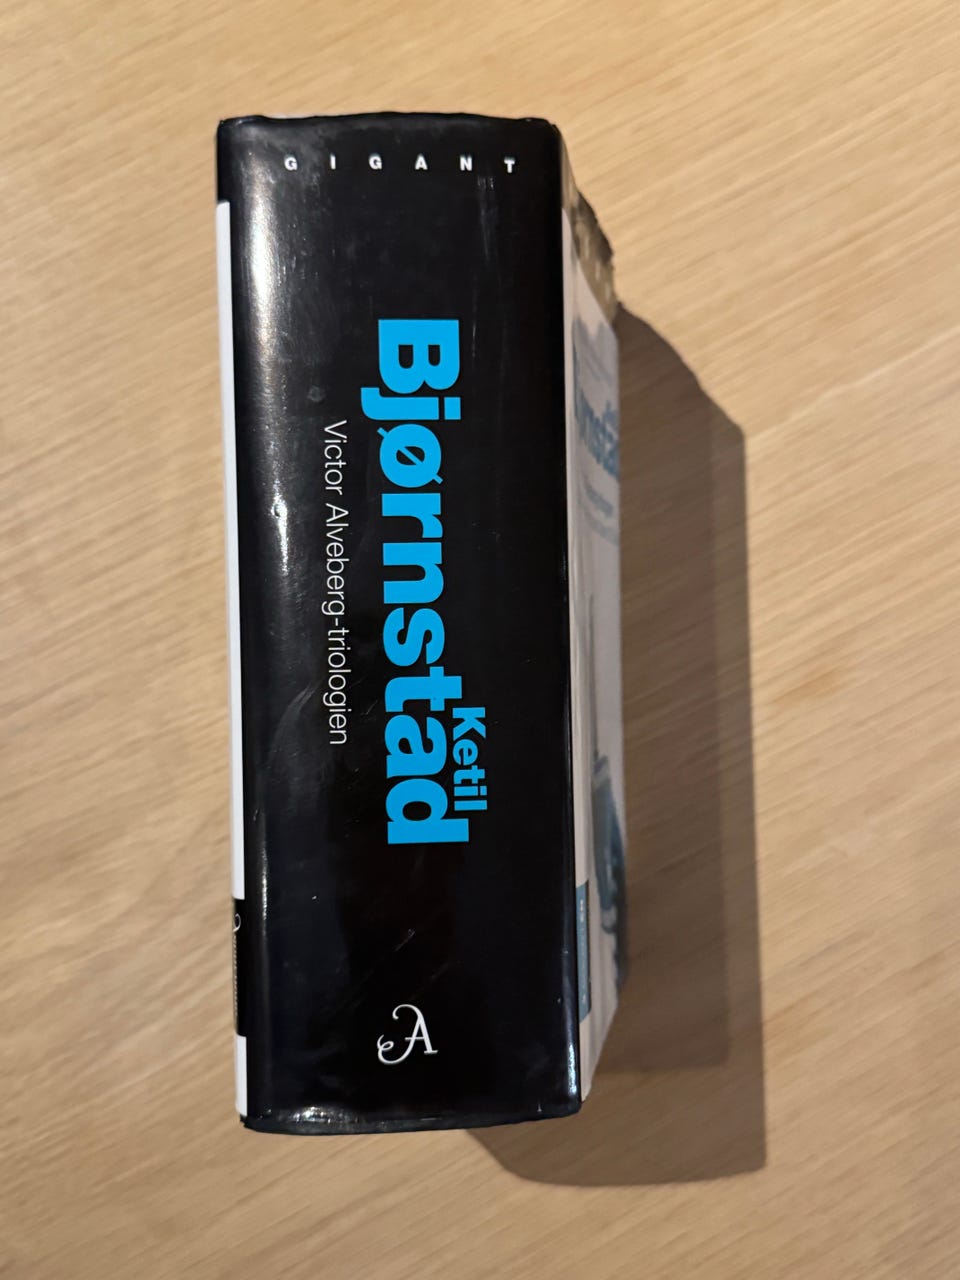 GIGANT
Ketil
Bjørnstad
Victor Alveberg-triologien
A